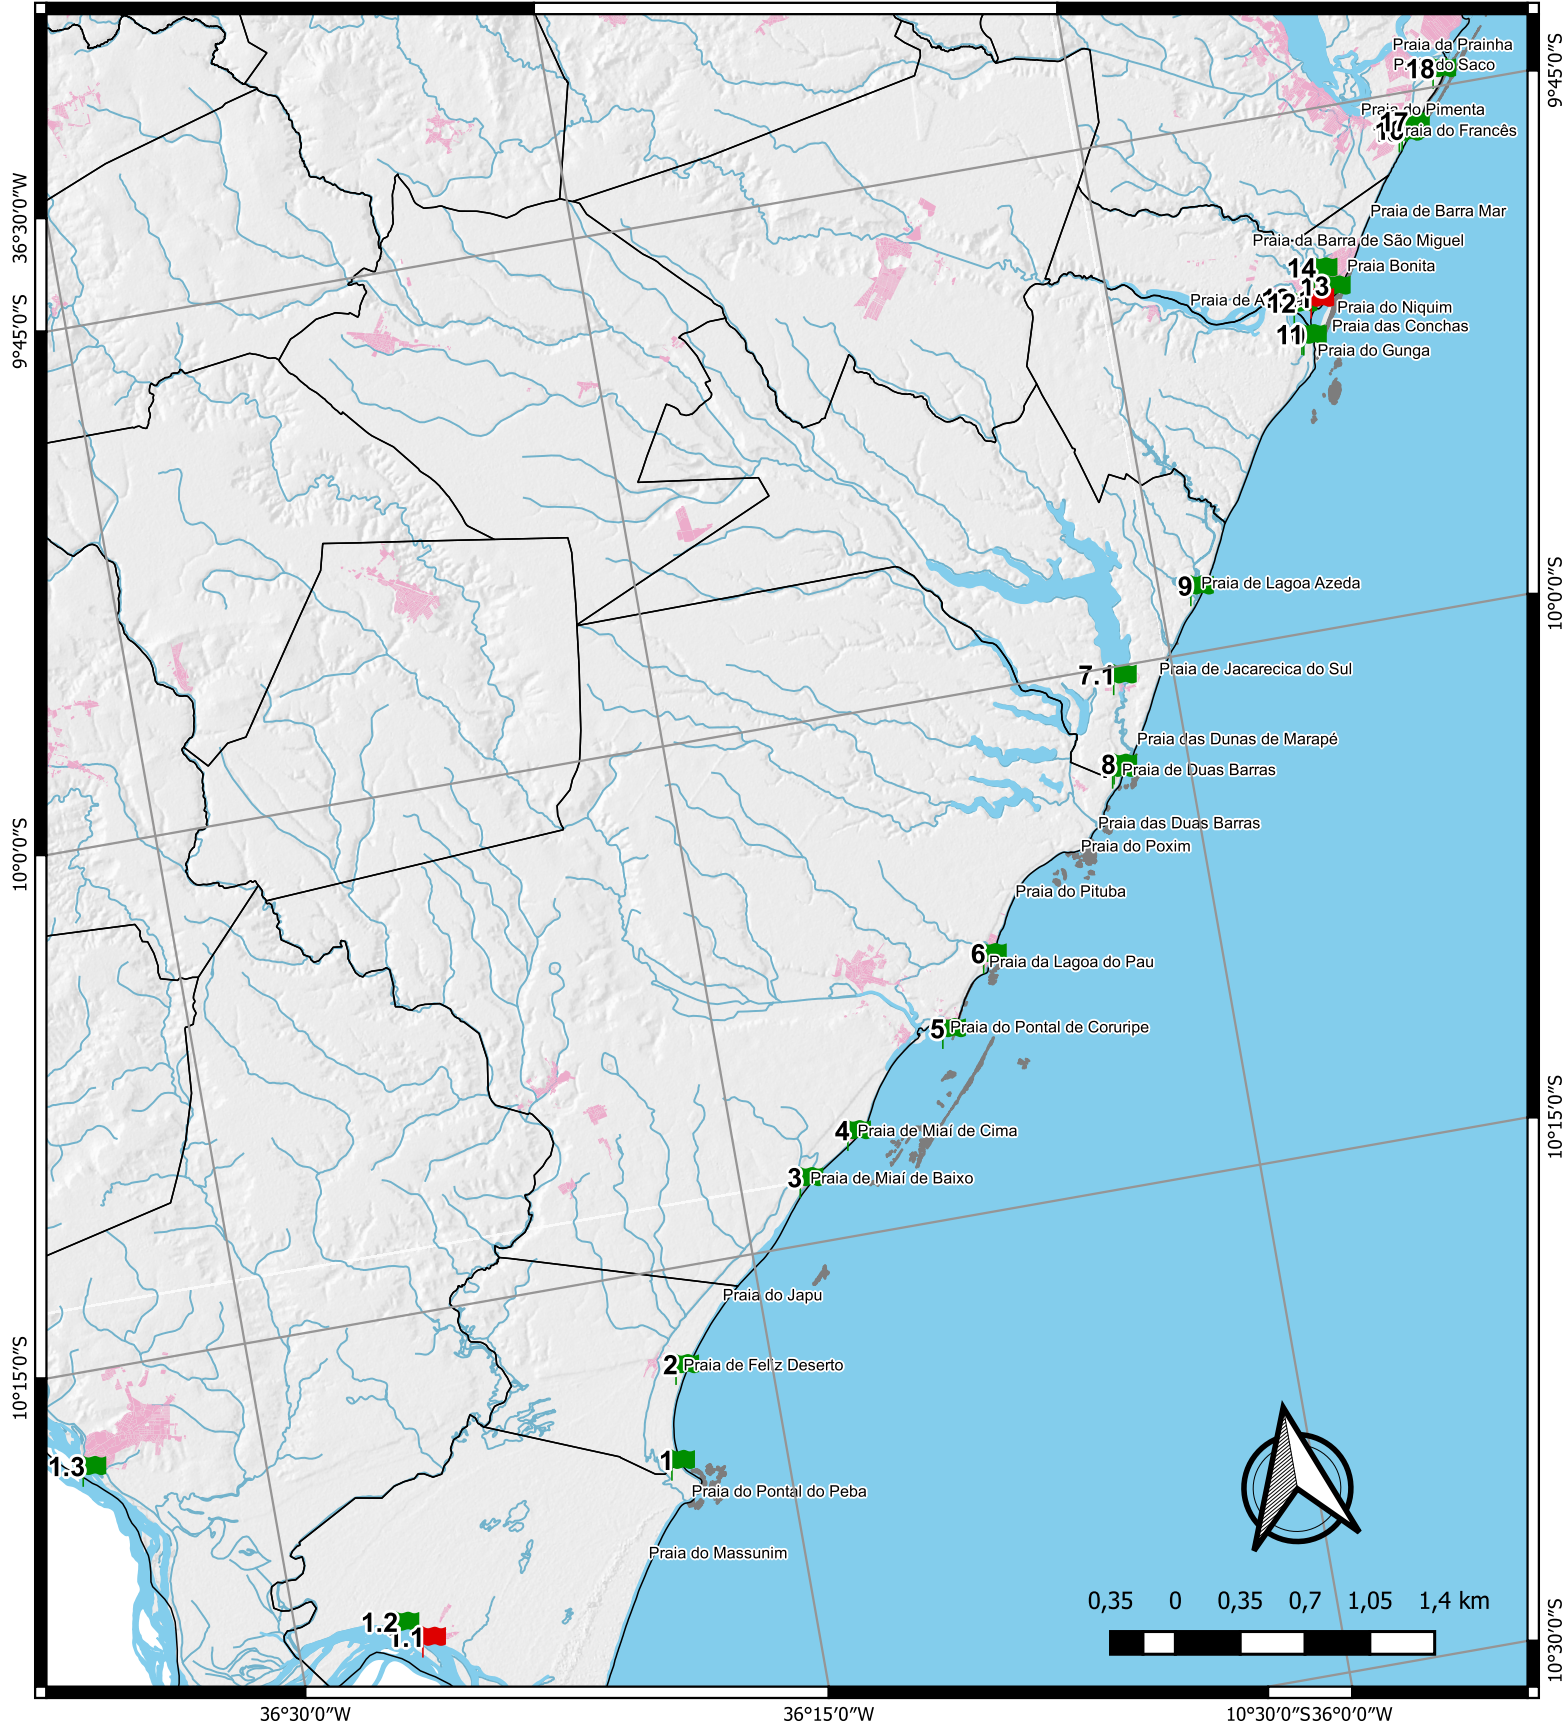 Praia da Prainha
18
do Saco
9°45'0"S
Praia do Pimenta
17
Praia do Francês
36°30'0"W
Praia de Barra Mar
Praia da Barra de São Miguel
14
Praia Bonita
13
Praia de
12
Praia do Niquim
Praia das Conchas
11
Praia do Gunga
9°45'0"S
9
Praia de Lagoa Azeda
10°0'0"S
7.1
Praia de Jacarecica do Sul
Praia das Dunas de Marapé
8
Praia de Duas Barras
Praia das Duas Barras
Praia do Poxim
10°0'0"S
Praia do Pituba
6
Praia da Lagoa do Pau
5
Praia do Pontal de Coruripe
10°15'0"S
4
Praia de Miaí de Cima
3
Praia de Miaí de Baixo
Praia do Japu
2
Praia de Feliz Deserto
10°15'0"S
1
1.3
Praia do Pontal do Peba
Praia do Massunim
1.2
1.1
0,35 0 0,35 0,7 1,05 1,4 km
10°30'0"S
36°30'0"W
36°15'0"W
10°30'0"S
36°0'0"W